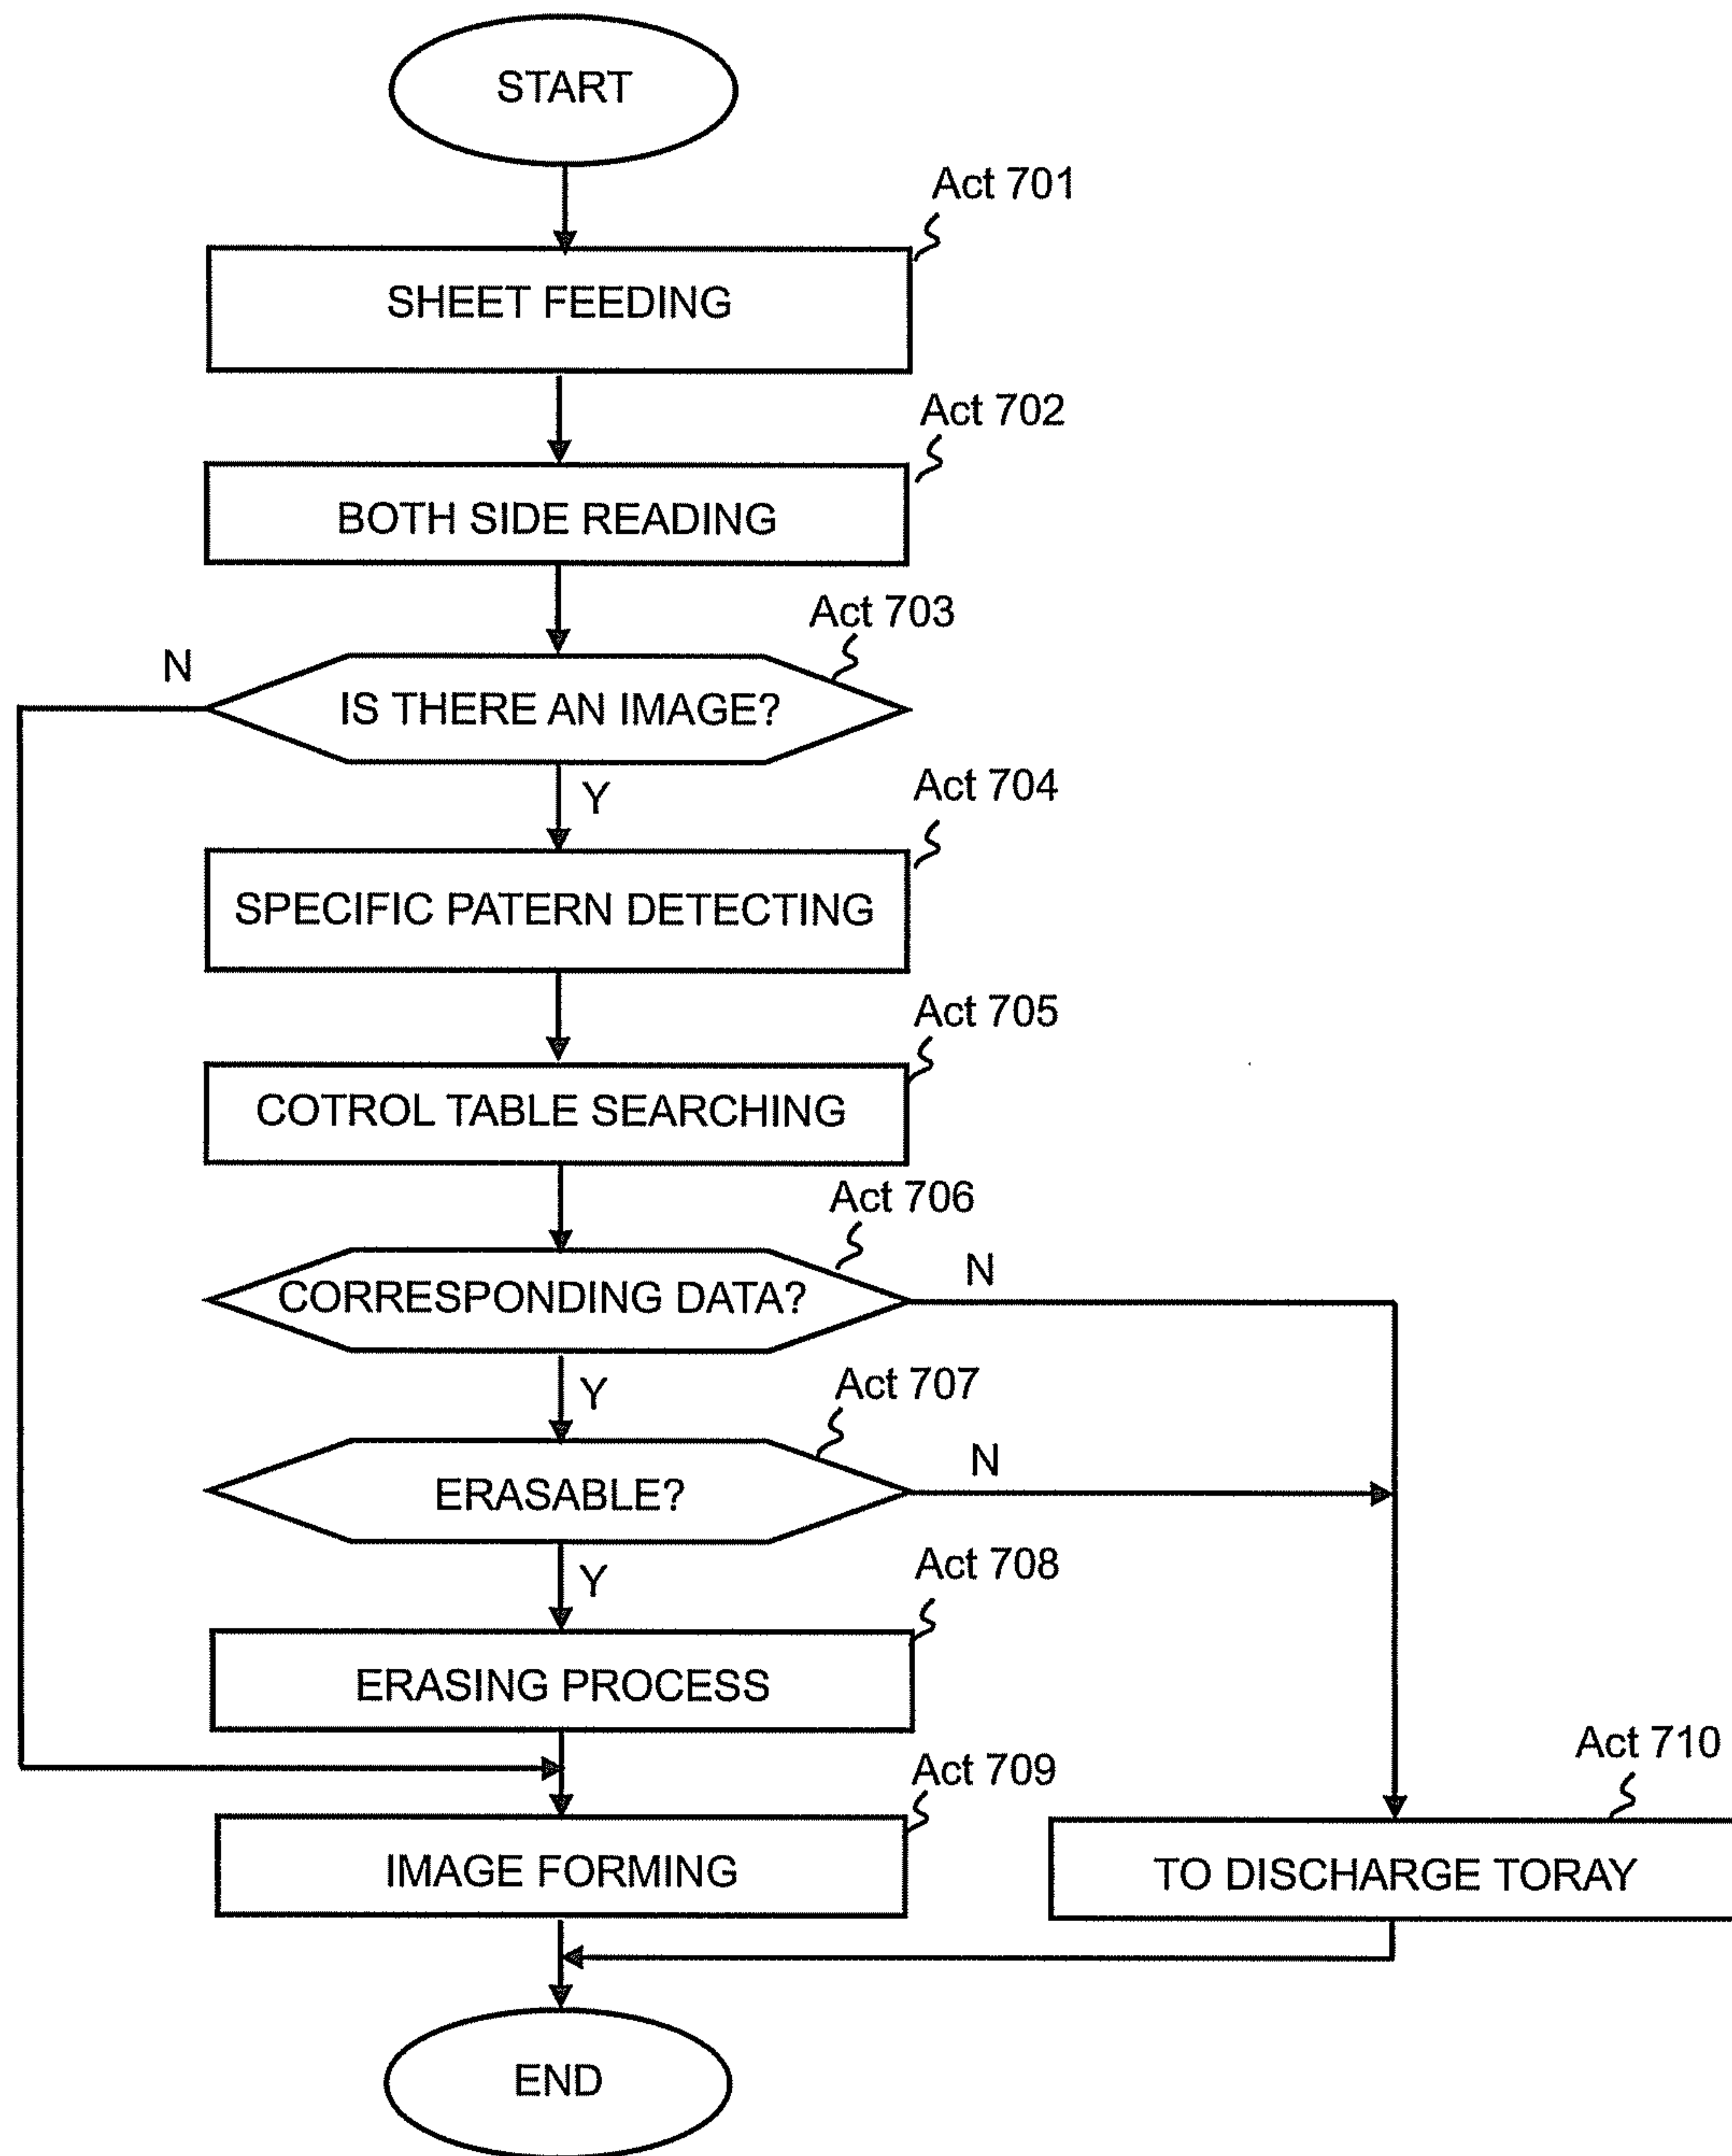 START
Act 701
SHEET FEEDING
Act 702
BOTH SIDE READING
Act 703
N
IS THERE AN IMAGE?
Y
Act 704
SPECIFIC PATERN DETECTING
Act 705
COTROL TABLE SEARCHING
Act 706
CORRESPONDING DATA?
N
Y
Act 707
ERASABLE?
N
Y
Act 708
ERASING PROCESS
Act 709
IMAGE FORMING
Act 710
TO DISCHARGE TORAY
END